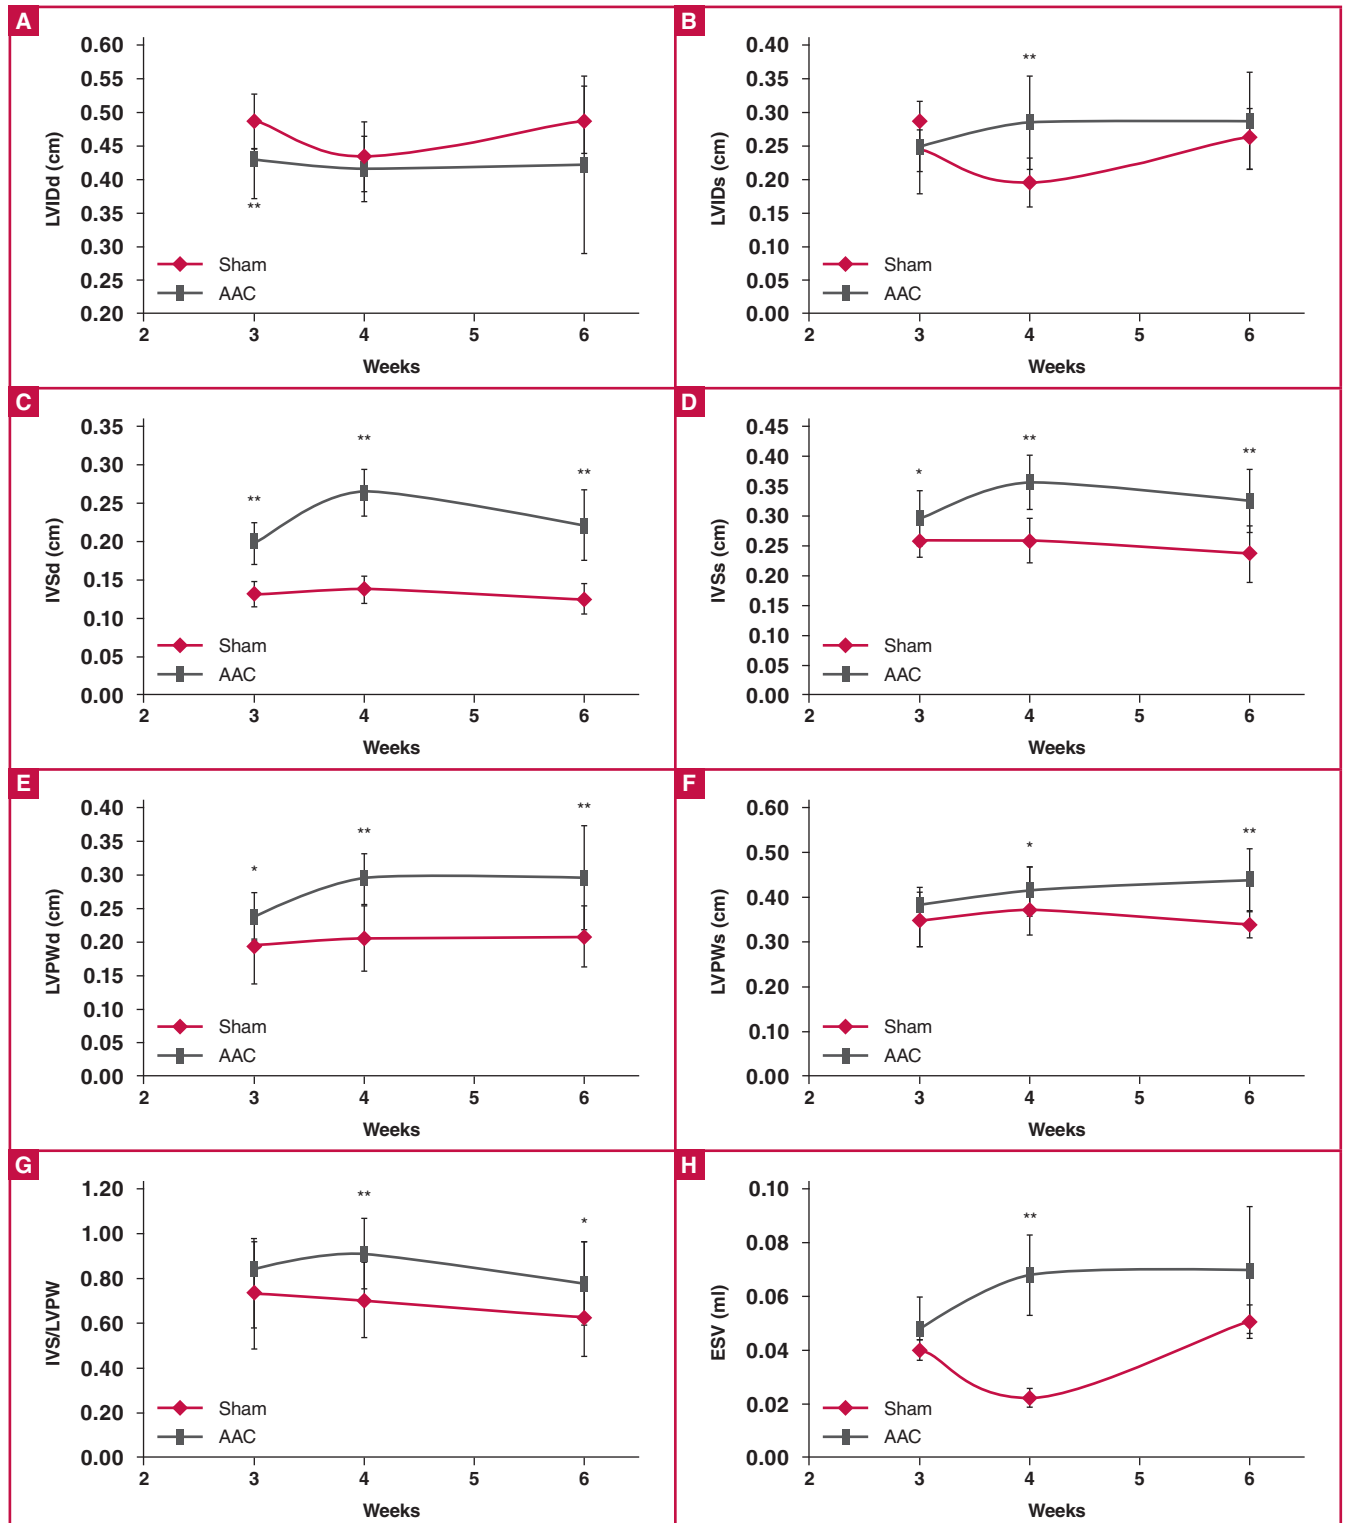 A
0.60
0.55
0.50
0.45
0.40
0.35
0.30
0.25
0.20
LVIDd (cm)
**
Sham
AAC
2 3 4 5 6
Weeks
B
0.40
0.35
0.30
0.25
0.20
0.15
0.10
0.05
0.00
LVIDs (cm)
**
Sham
AAC
2 3 4 5 6
Weeks
C
0.35
0.30
0.25
0.20
0.15
0.10
0.05
0.00
IVSd (cm)
** ** **
Sham
AAC
2 3 4 5 6
Weeks
D
0.45
0.40
0.35
0.30
0.25
0.20
0.15
0.10
0.05
0.00
IVSs (cm)
* ** **
Sham
AAC
2 3 4 5 6
Weeks
E
0.40
0.35
0.30
0.25
0.20
0.15
0.10
0.05
0.00
LVPWd (cm)
* ** **
Sham
AAC
2 3 4 5 6
Weeks
F
0.60
0.50
0.40
0.30
0.20
0.10
0.00
LVPWs (cm)
* **
Sham
AAC
2 3 4 5 6
Weeks
G
1.20
1.00
0.80
0.60
0.40
0.20
0.00
IVS/LVPW
** *
Sham
AAC
2 3 4 5 6
Weeks
H
0.10
0.08
0.06
0.04
0.02
0.00
ESV (ml)
**
Sham
AAC
2 3 4 5 6
Weeks